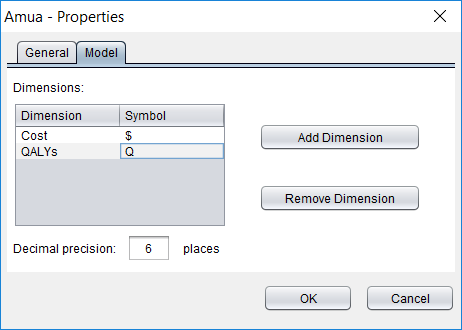 Amua - Properties
General Model
Dimensions:
Dimension Symbol
Cost $
QALYs Q
Add Dimension
Remove Dimension
Decimal precision: 6 places
OK Cancel